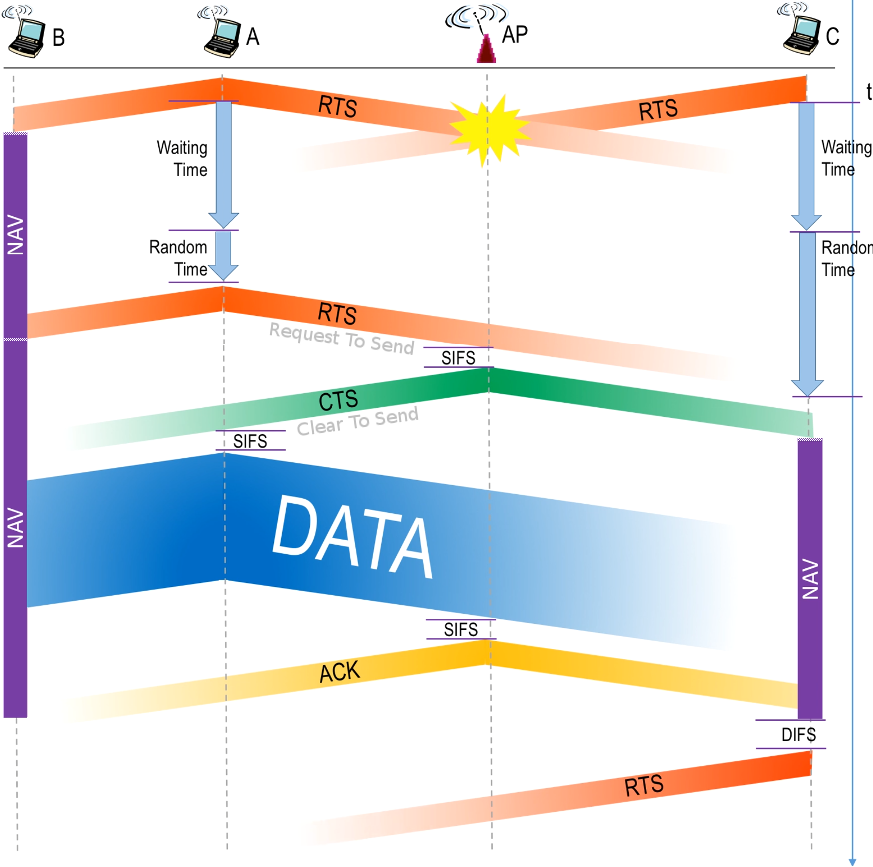 B
A
AP
C
t
RTS
RTS
Waiting
Time
Waiting
Time
NAV
Random
Time
Random
Time
RTS
Request To Send
SIFS
CTS
Clear To Send
SIFS
NAV
DATA
NAV
SIFS
ACK
DIFS
RTS